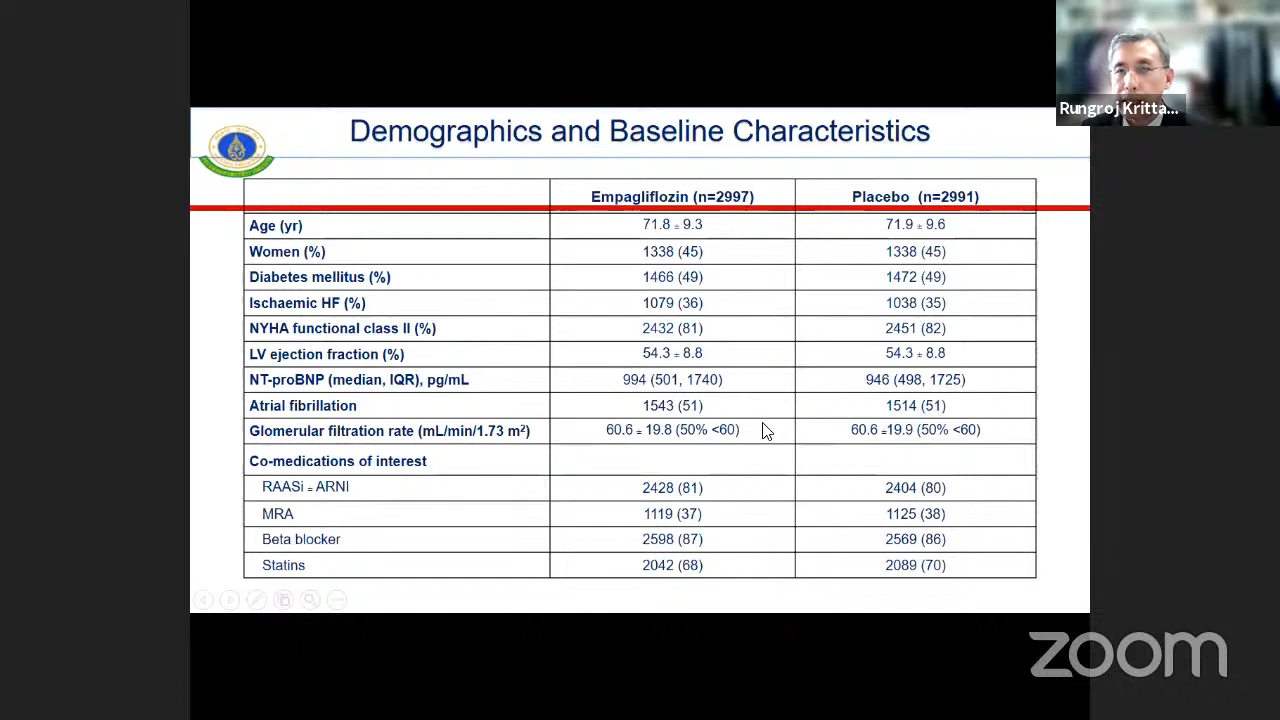 Rungroj Kritta...
Demographics and Baseline Characteristics
Empagliflozin (n=2997) Placebo (n=2991)
Age (yr) 71.8 ± 9.3 71.9 ± 9.6
Women (%) 1338 (45) 1338 (45)
Diabetes mellitus (%) 1466 (49) 1472 (49)
Ischaemic HF (%) 1079 (36) 1038 (35)
NYHA functional class II (%) 2432 (81) 2451 (82)
LV ejection fraction (%) 54.3 ± 8.8 54.3 ± 8.8
NT-proBNP (median, IQR), pg/mL 994 (501, 1740) 946 (498, 1725)
Atrial fibrillation 1543 (51) 1514 (51)
Glomerular filtration rate (mL/min/1.73 m²) 60.6 ± 19.8 (50% <60) 60.6 ±19.9 (50% <60)
Co-medications of interest
RAASi ± ARNI 2428 (81) 2404 (80)
MRA 1119 (37) 1125 (38)
Beta blocker 2598 (87) 2569 (86)
Statins 2042 (68) 2089 (70)
zoom